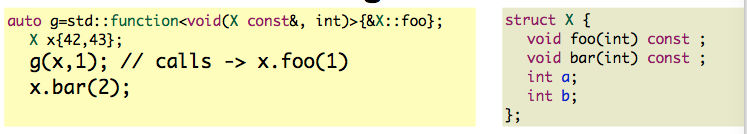 auto g=std::function<void(X const&, int)>{&X::foo};
X x{42,43};
g(x,1); // calls -> x.foo(1)
x.bar(2);
struct X {
void foo(int) const ;
void bar(int) const ;
int a;
int b;
};